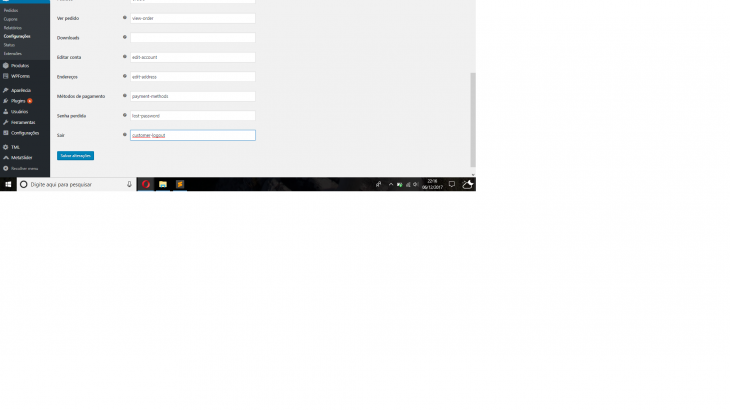 Pedidos
Cupons
Relatórios
Configurações
Status
Extensões
Produtos
WPForms
Aparência
Plugins
Usuários
Ferramentas
Configurações
TML
MetaSlider
Recolher menu
Ver pedido view-order
Downloads
Editar conta edit-account
Endereços edit-address
Métodos de pagamento payment-methods
Senha perdida lost-password
Sair customer-logout
Salvar alterações
Digite aqui para pesquisar
22:16
06/12/2017